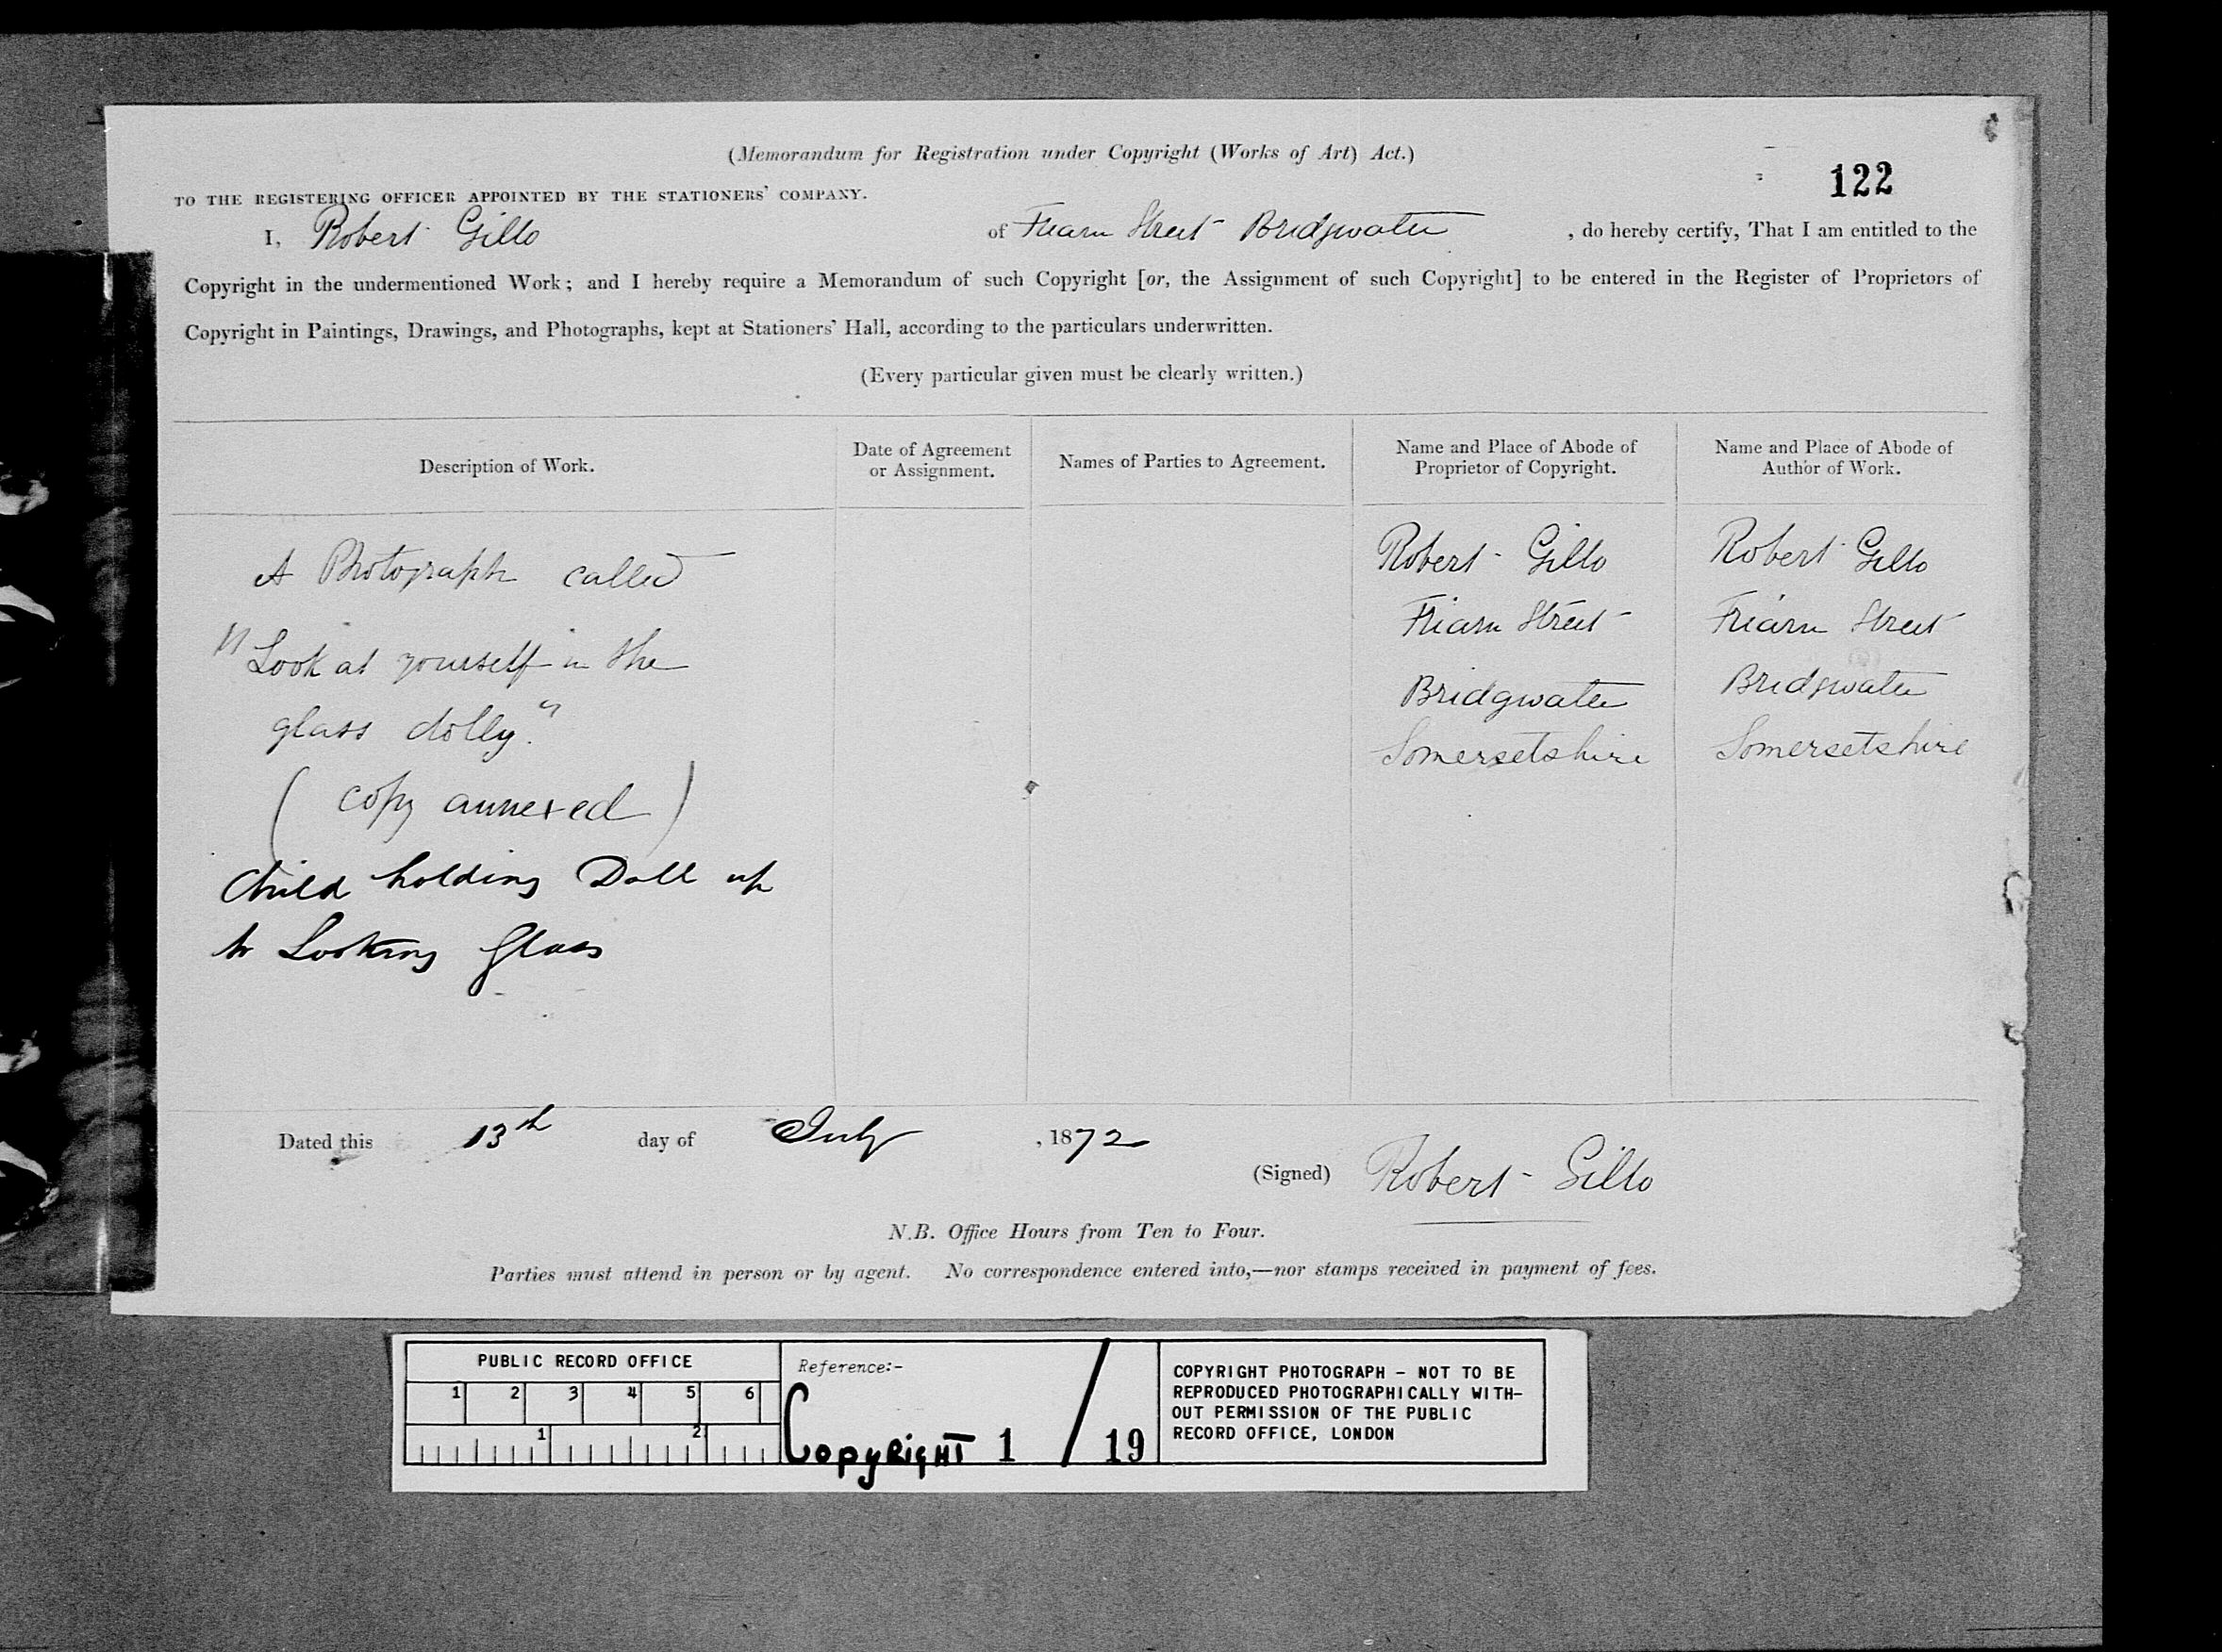 (Memorandum for Registration under Copyright (Works of Art) Act.)
122
TO THE REGISTERING OFFICER APPOINTED BY THE STATIONERS' COMPANY.
I, Robert Gillo of Friarn Street Bridgwater , do hereby certify, That I am entitled to the
Copyright in the undermentioned Work; and I hereby require a Memorandum of such Copyright [or, the Assignment of such Copyright] to be entered in the Register of Proprietors of
Copyright in Paintings, Drawings, and Photographs, kept at Stationers' Hall, according to the particulars underwritten.
(Every particular given must be clearly written.)
Description of Work.
Date of Agreement
or Assignment.
Names of Parties to Agreement.
Name and Place of Abode of
Proprietor of Copyright.
Name and Place of Abode of
Author of Work.
A Photograph called
"Look at yourself in the
glass dolly."
(copy annexed)
Child holding Doll up
to Looking Glass
Robert Gillo
Friarn Street
Bridgwater
Somersetshire
Robert Gillo
Friarn Street
Bridgwater
Somersetshire
Dated this 13th day of July , 1872
(Signed) Robert Gillo
N.B. Office Hours from Ten to Four.
Parties must attend in person or by agent. No correspondence entered into,—nor stamps received in payment of fees.
PUBLIC RECORD OFFICE
1 2 3 4 5 6
1 2
Reference:-
Copyright 1 / 19
COPYRIGHT PHOTOGRAPH – NOT TO BE
REPRODUCED PHOTOGRAPHICALLY WITH–
OUT PERMISSION OF THE PUBLIC
RECORD OFFICE, LONDON